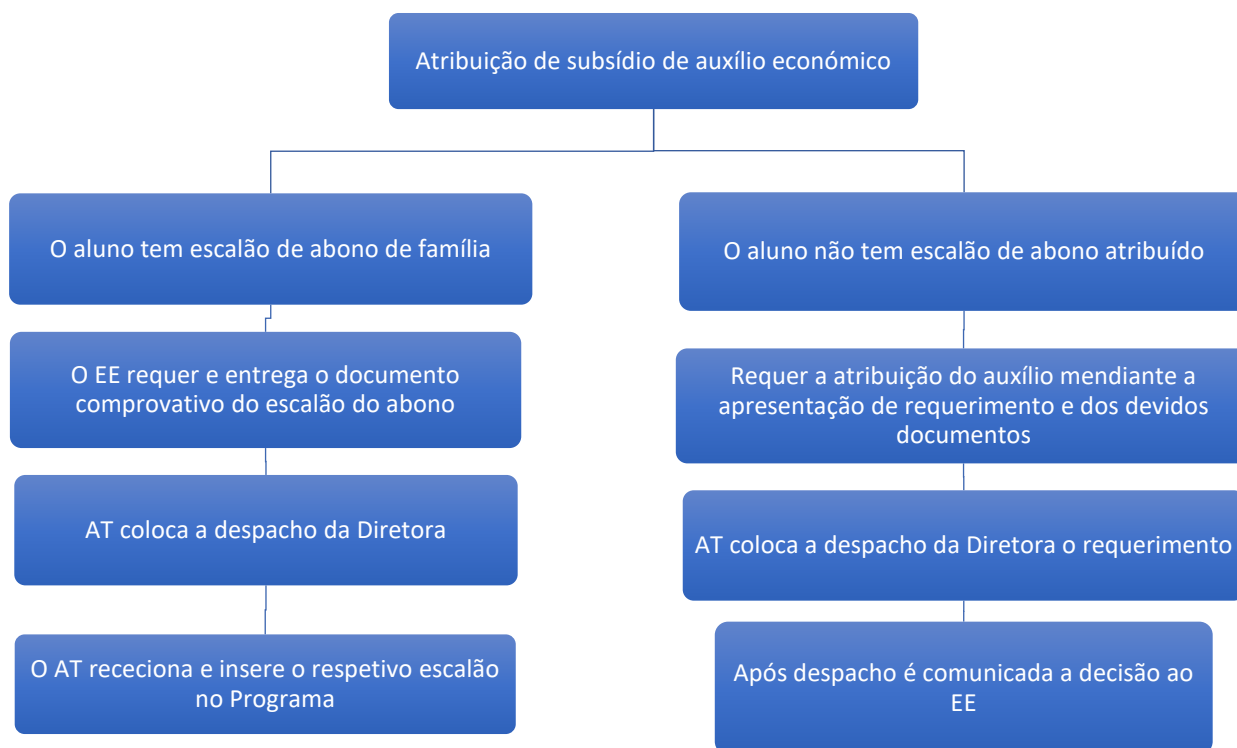 Atribuição de subsídio de auxílio económico
O aluno tem escalão de abono de família
O EE requer e entrega o documento
comprovativo do escalão do abono
AT coloca a despacho da Diretora
O AT receciona e insere o respetivo escalão
no Programa
O aluno não tem escalão de abono atribuído
Requer a atribuição do auxílio mendiante a
apresentação de requerimento e dos devidos
documentos
AT coloca a despacho da Diretora o requerimento
Após despacho é comunicada a decisão ao
EE